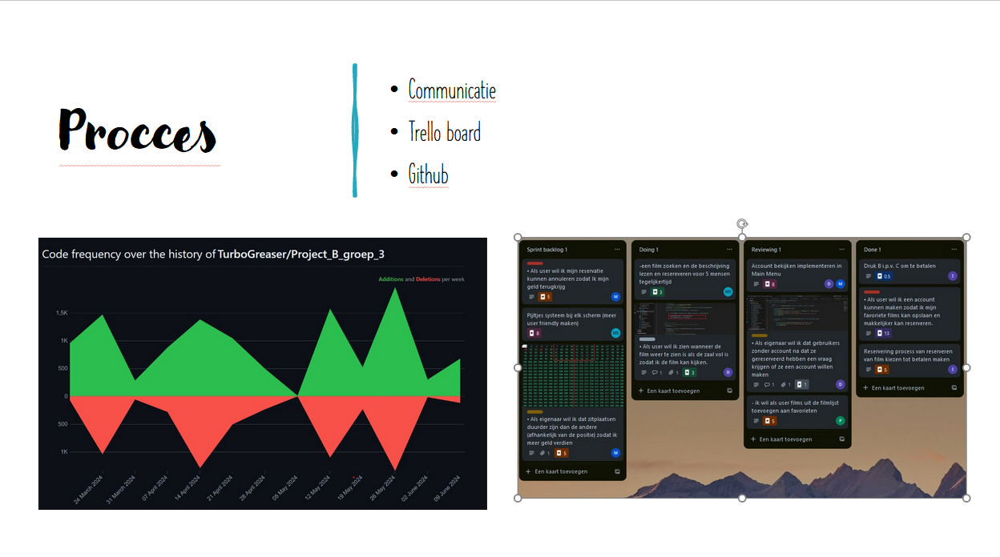 Procces
• Communicatie
• Trello board
• Github
Code frequency over the history of TurboGreaser/Project_B_groep_3
Additions and Deletions per week
1,5K
1K
500
0
500
1K
24 March 2024
31 March 2024
07 April 2024
14 April 2024
21 April 2024
28 April 2024
05 May 2024
12 May 2024
19 May 2024
26 May 2024
02 June 2024
09 June 2024
Sprint backlog 1
• Als user wil ik mijn reservatie
kunnen annuleren zodat ik mijn
geld terugkrijg
5
M
Pijltjes systeem bij elk scherm (meer
user friendly maken)
8
MS
• Als eigenaar wil ik dat zitplaatsen
duurder zijn dan de andere
(afhankelijk van de positie) zodat ik
meer geld verdien
1
5
M
+ Een kaart toevoegen
Doing 1
-een film zoeken en de beschrijving
lezen en resereveren voor 5 mensen
tegelijkertijd
3
MS
• Als user wil ik zien wanneer de
film weer te zien is als de zaal vol is
zodat ik de film kan kijken.
1
1
3
D
+ Een kaart toevoegen
Reviewing 1
Account bekijken implementeren in
Main Menu
8
D
M
• Als eigenaar wil ik dat gebruikers
zonder account na dat ze
gereserveerd hebben een vraag
krijgen of ze een account willen
maken
1
1
1
D
- ik wil als user films uit de filmlijst
toevoegen aan favorieten
5
P
+ Een kaart toevoegen
Done 1
Druk B i.p.v. C om te betalen
0.5
I
• Als user wil ik een account
kunnen maken zodat ik mijn
favoriete films kan opslaan en
makkelijker kan reserveren.
13
I
Reservering process van reserveren
van film kiezen tot betalen maken
5
I
+ Een kaart toevoegen